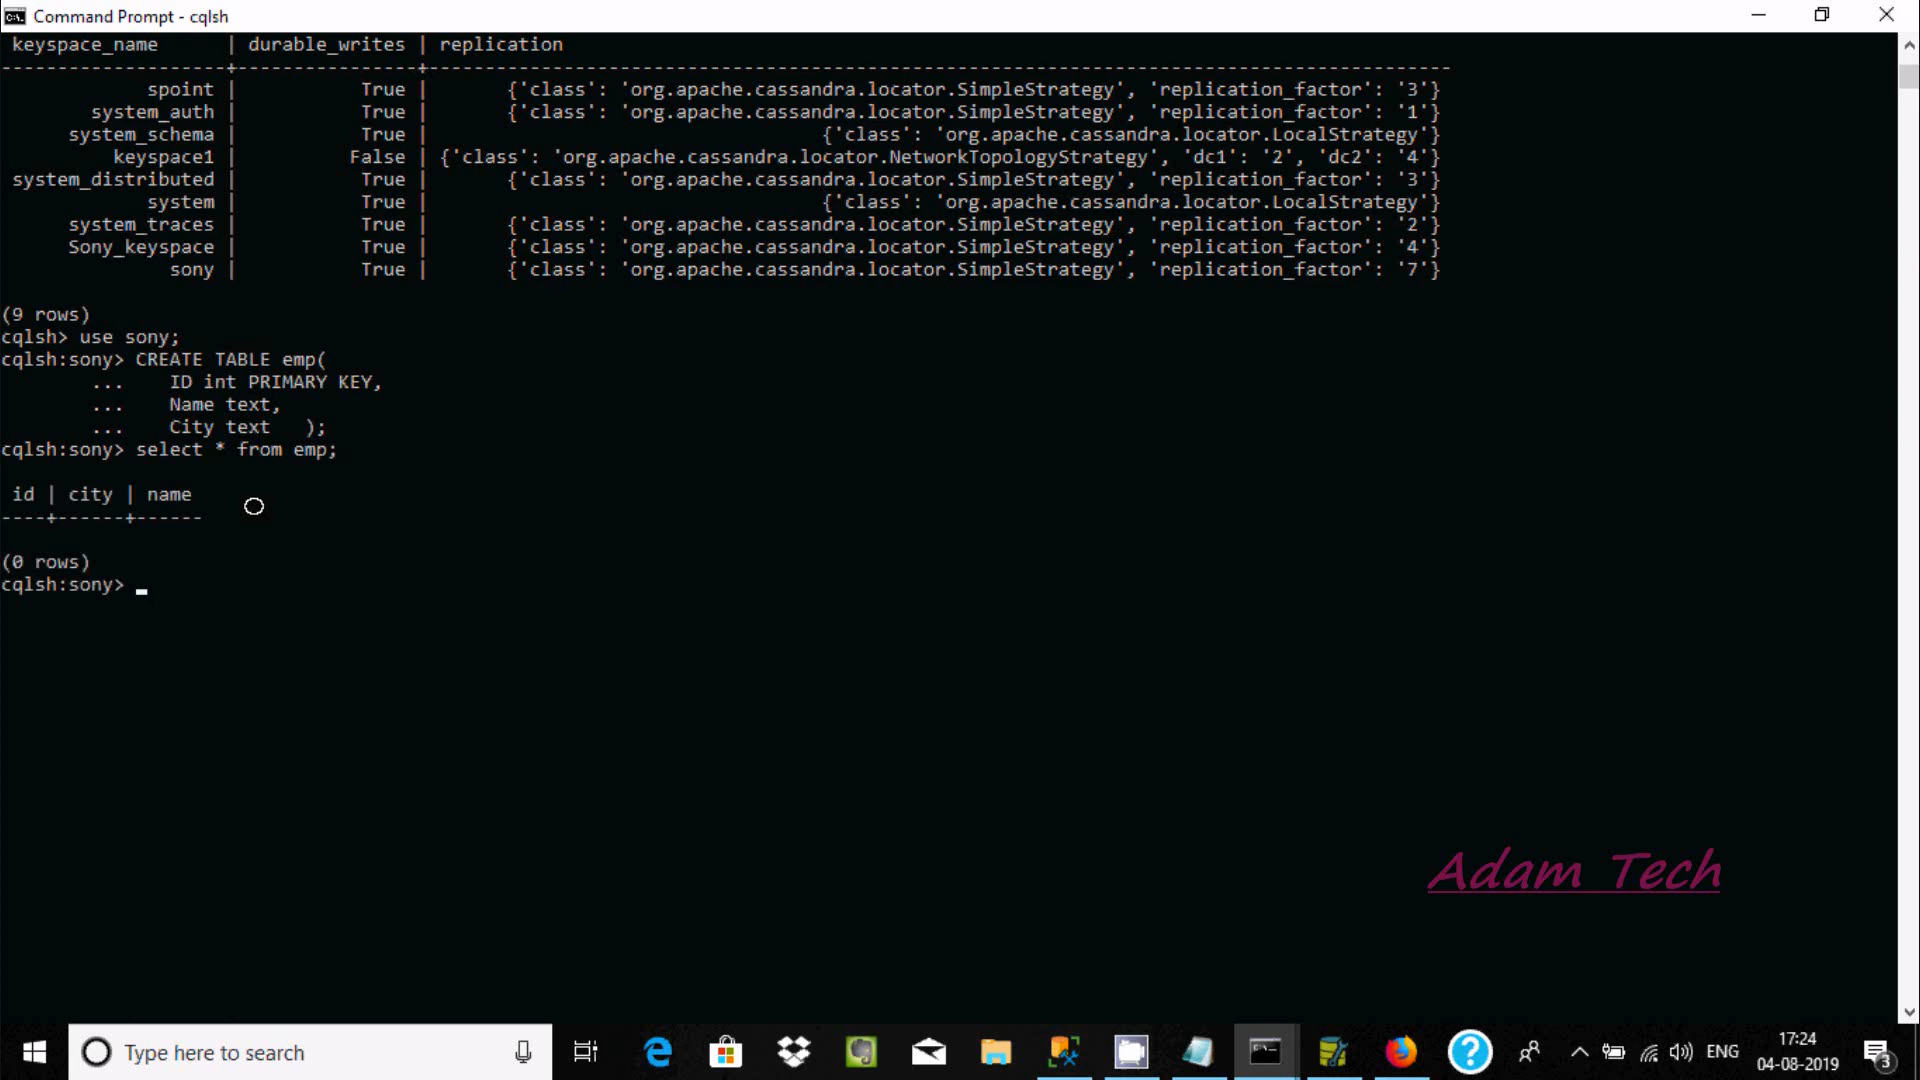 Command Prompt - cqlsh
keyspace_name | durable_writes | replication
--------------------+----------------+-------------------------------------------------------------------------------------------
spoint | True | {'class': 'org.apache.cassandra.locator.SimpleStrategy', 'replication_factor': '3'}
system_auth | True | {'class': 'org.apache.cassandra.locator.SimpleStrategy', 'replication_factor': '1'}
system_schema | True | {'class': 'org.apache.cassandra.locator.LocalStrategy'}
keyspace1 | False | {'class': 'org.apache.cassandra.locator.NetworkTopologyStrategy', 'dc1': '2', 'dc2': '4'}
system_distributed | True | {'class': 'org.apache.cassandra.locator.SimpleStrategy', 'replication_factor': '3'}
system | True | {'class': 'org.apache.cassandra.locator.LocalStrategy'}
system_traces | True | {'class': 'org.apache.cassandra.locator.SimpleStrategy', 'replication_factor': '2'}
Sony_keyspace | True | {'class': 'org.apache.cassandra.locator.SimpleStrategy', 'replication_factor': '4'}
sony | True | {'class': 'org.apache.cassandra.locator.SimpleStrategy', 'replication_factor': '7'}
(9 rows)
cqlsh> use sony;
cqlsh:sony> CREATE TABLE emp(
... ID int PRIMARY KEY,
... Name text,
... City text );
cqlsh:sony> select * from emp;
id | city | name
----+------+------
(0 rows)
cqlsh:sony> _
Adam Tech
Type here to search
ENG
17:24
04-08-2019
3